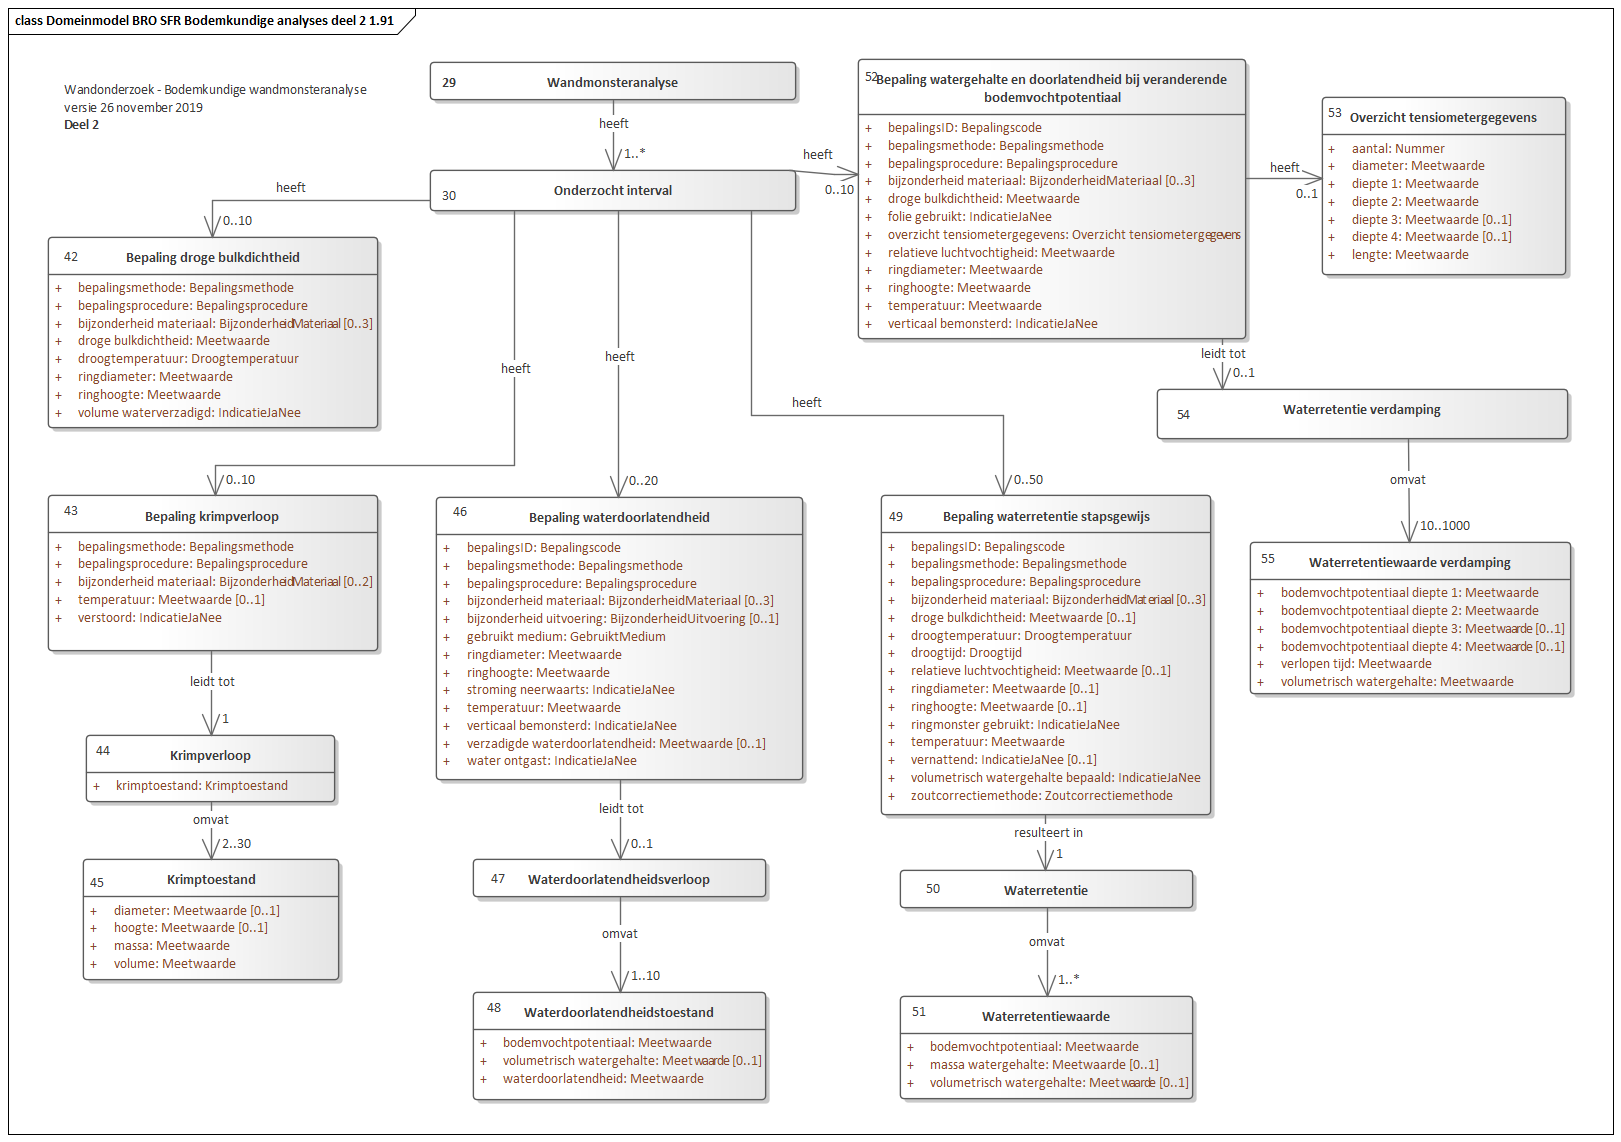 class Domeinmodel BRO SFR Bodemkundige analyses deel 2 1.91
Wandonderzoek - Bodemkundige wandmonsteranalyse
versie 26 november 2019
Deel 2
29 Wandmonsteranalyse
heeft
1..*
30 Onderzocht interval
heeft
0..10
heeft
0..10
heeft
0..10
heeft
0..20
heeft
0..50
52 Bepaling watergehalte en doorlatendheid bij veranderende
bodemvochtpotentiaal
+ bepalingsID: Bepalingscode
+ bepalingsmethode: Bepalingsmethode
+ bepalingsprocedure: Bepalingsprocedure
+ bijzonderheid materiaal: BijzonderheidMateriaal [0..3]
+ droge bulkdichtheid: Meetwaarde
+ folie gebruikt: IndicatieJaNee
+ overzicht tensiometergegevens: Overzicht tensiometergegevens
+ relatieve luchtvochtigheid: Meetwaarde
+ ringdiameter: Meetwaarde
+ ringhoogte: Meetwaarde
+ temperatuur: Meetwaarde
+ verticaal bemonsterd: IndicatieJaNee
heeft
0..1
53 Overzicht tensiometergegevens
+ aantal: Nummer
+ diameter: Meetwaarde
+ diepte 1: Meetwaarde
+ diepte 2: Meetwaarde
+ diepte 3: Meetwaarde [0..1]
+ diepte 4: Meetwaarde [0..1]
+ lengte: Meetwaarde
leidt tot
0..1
54 Waterretentie verdamping
omvat
10..1000
55 Waterretentiewaarde verdamping
+ bodemvochtpotentiaal diepte 1: Meetwaarde
+ bodemvochtpotentiaal diepte 2: Meetwaarde
+ bodemvochtpotentiaal diepte 3: Meetwaarde [0..1]
+ bodemvochtpotentiaal diepte 4: Meetwaarde [0..1]
+ verlopen tijd: Meetwaarde
+ volumetrisch watergehalte: Meetwaarde
42 Bepaling droge bulkdichtheid
+ bepalingsmethode: Bepalingsmethode
+ bepalingsprocedure: Bepalingsprocedure
+ bijzonderheid materiaal: BijzonderheidMateriaal [0..3]
+ droge bulkdichtheid: Meetwaarde
+ droogtemperatuur: Droogtemperatuur
+ ringdiameter: Meetwaarde
+ ringhoogte: Meetwaarde
+ volume waterverzadigd: IndicatieJaNee
43 Bepaling krimpverloop
+ bepalingsmethode: Bepalingsmethode
+ bepalingsprocedure: Bepalingsprocedure
+ bijzonderheid materiaal: BijzonderheidMateriaal [0..2]
+ temperatuur: Meetwaarde [0..1]
+ verstoord: IndicatieJaNee
leidt tot
1
44 Krimpverloop
+ krimptoestand: Krimptoestand
omvat
2..30
45 Krimptoestand
+ diameter: Meetwaarde [0..1]
+ hoogte: Meetwaarde [0..1]
+ massa: Meetwaarde
+ volume: Meetwaarde
46 Bepaling waterdoorlatendheid
+ bepalingsID: Bepalingscode
+ bepalingsmethode: Bepalingsmethode
+ bepalingsprocedure: Bepalingsprocedure
+ bijzonderheid materiaal: BijzonderheidMateriaal [0..3]
+ bijzonderheid uitvoering: BijzonderheidUitvoering [0..1]
+ gebruikt medium: GebruiktMedium
+ ringdiameter: Meetwaarde
+ ringhoogte: Meetwaarde
+ stroming neerwaarts: IndicatieJaNee
+ temperatuur: Meetwaarde
+ verticaal bemonsterd: IndicatieJaNee
+ verzadigde waterdoorlatendheid: Meetwaarde [0..1]
+ water ontgast: IndicatieJaNee
leidt tot
0..1
47 Waterdoorlatendheidsverloop
omvat
1..10
48 Waterdoorlatendheidstoestand
+ bodemvochtpotentiaal: Meetwaarde
+ volumetrisch watergehalte: Meetwaarde [0..1]
+ waterdoorlatendheid: Meetwaarde
49 Bepaling waterretentie stapsgewijs
+ bepalingsID: Bepalingscode
+ bepalingsmethode: Bepalingsmethode
+ bepalingsprocedure: Bepalingsprocedure
+ bijzonderheid materiaal: BijzonderheidMateriaal [0..3]
+ droge bulkdichtheid: Meetwaarde [0..1]
+ droogtemperatuur: Droogtemperatuur
+ droogtijd: Droogtijd
+ relatieve luchtvochtigheid: Meetwaarde [0..1]
+ ringdiameter: Meetwaarde [0..1]
+ ringhoogte: Meetwaarde [0..1]
+ ringmonster gebruikt: IndicatieJaNee
+ temperatuur: Meetwaarde
+ vernattend: IndicatieJaNee [0..1]
+ volumetrisch watergehalte bepaald: IndicatieJaNee
+ zoutcorrectiemethode: Zoutcorrectiemethode
resulteert in
1
50 Waterretentie
omvat
1..*
51 Waterretentiewaarde
+ bodemvochtpotentiaal: Meetwaarde
+ massa watergehalte: Meetwaarde [0..1]
+ volumetrisch watergehalte: Meetwaarde [0..1]